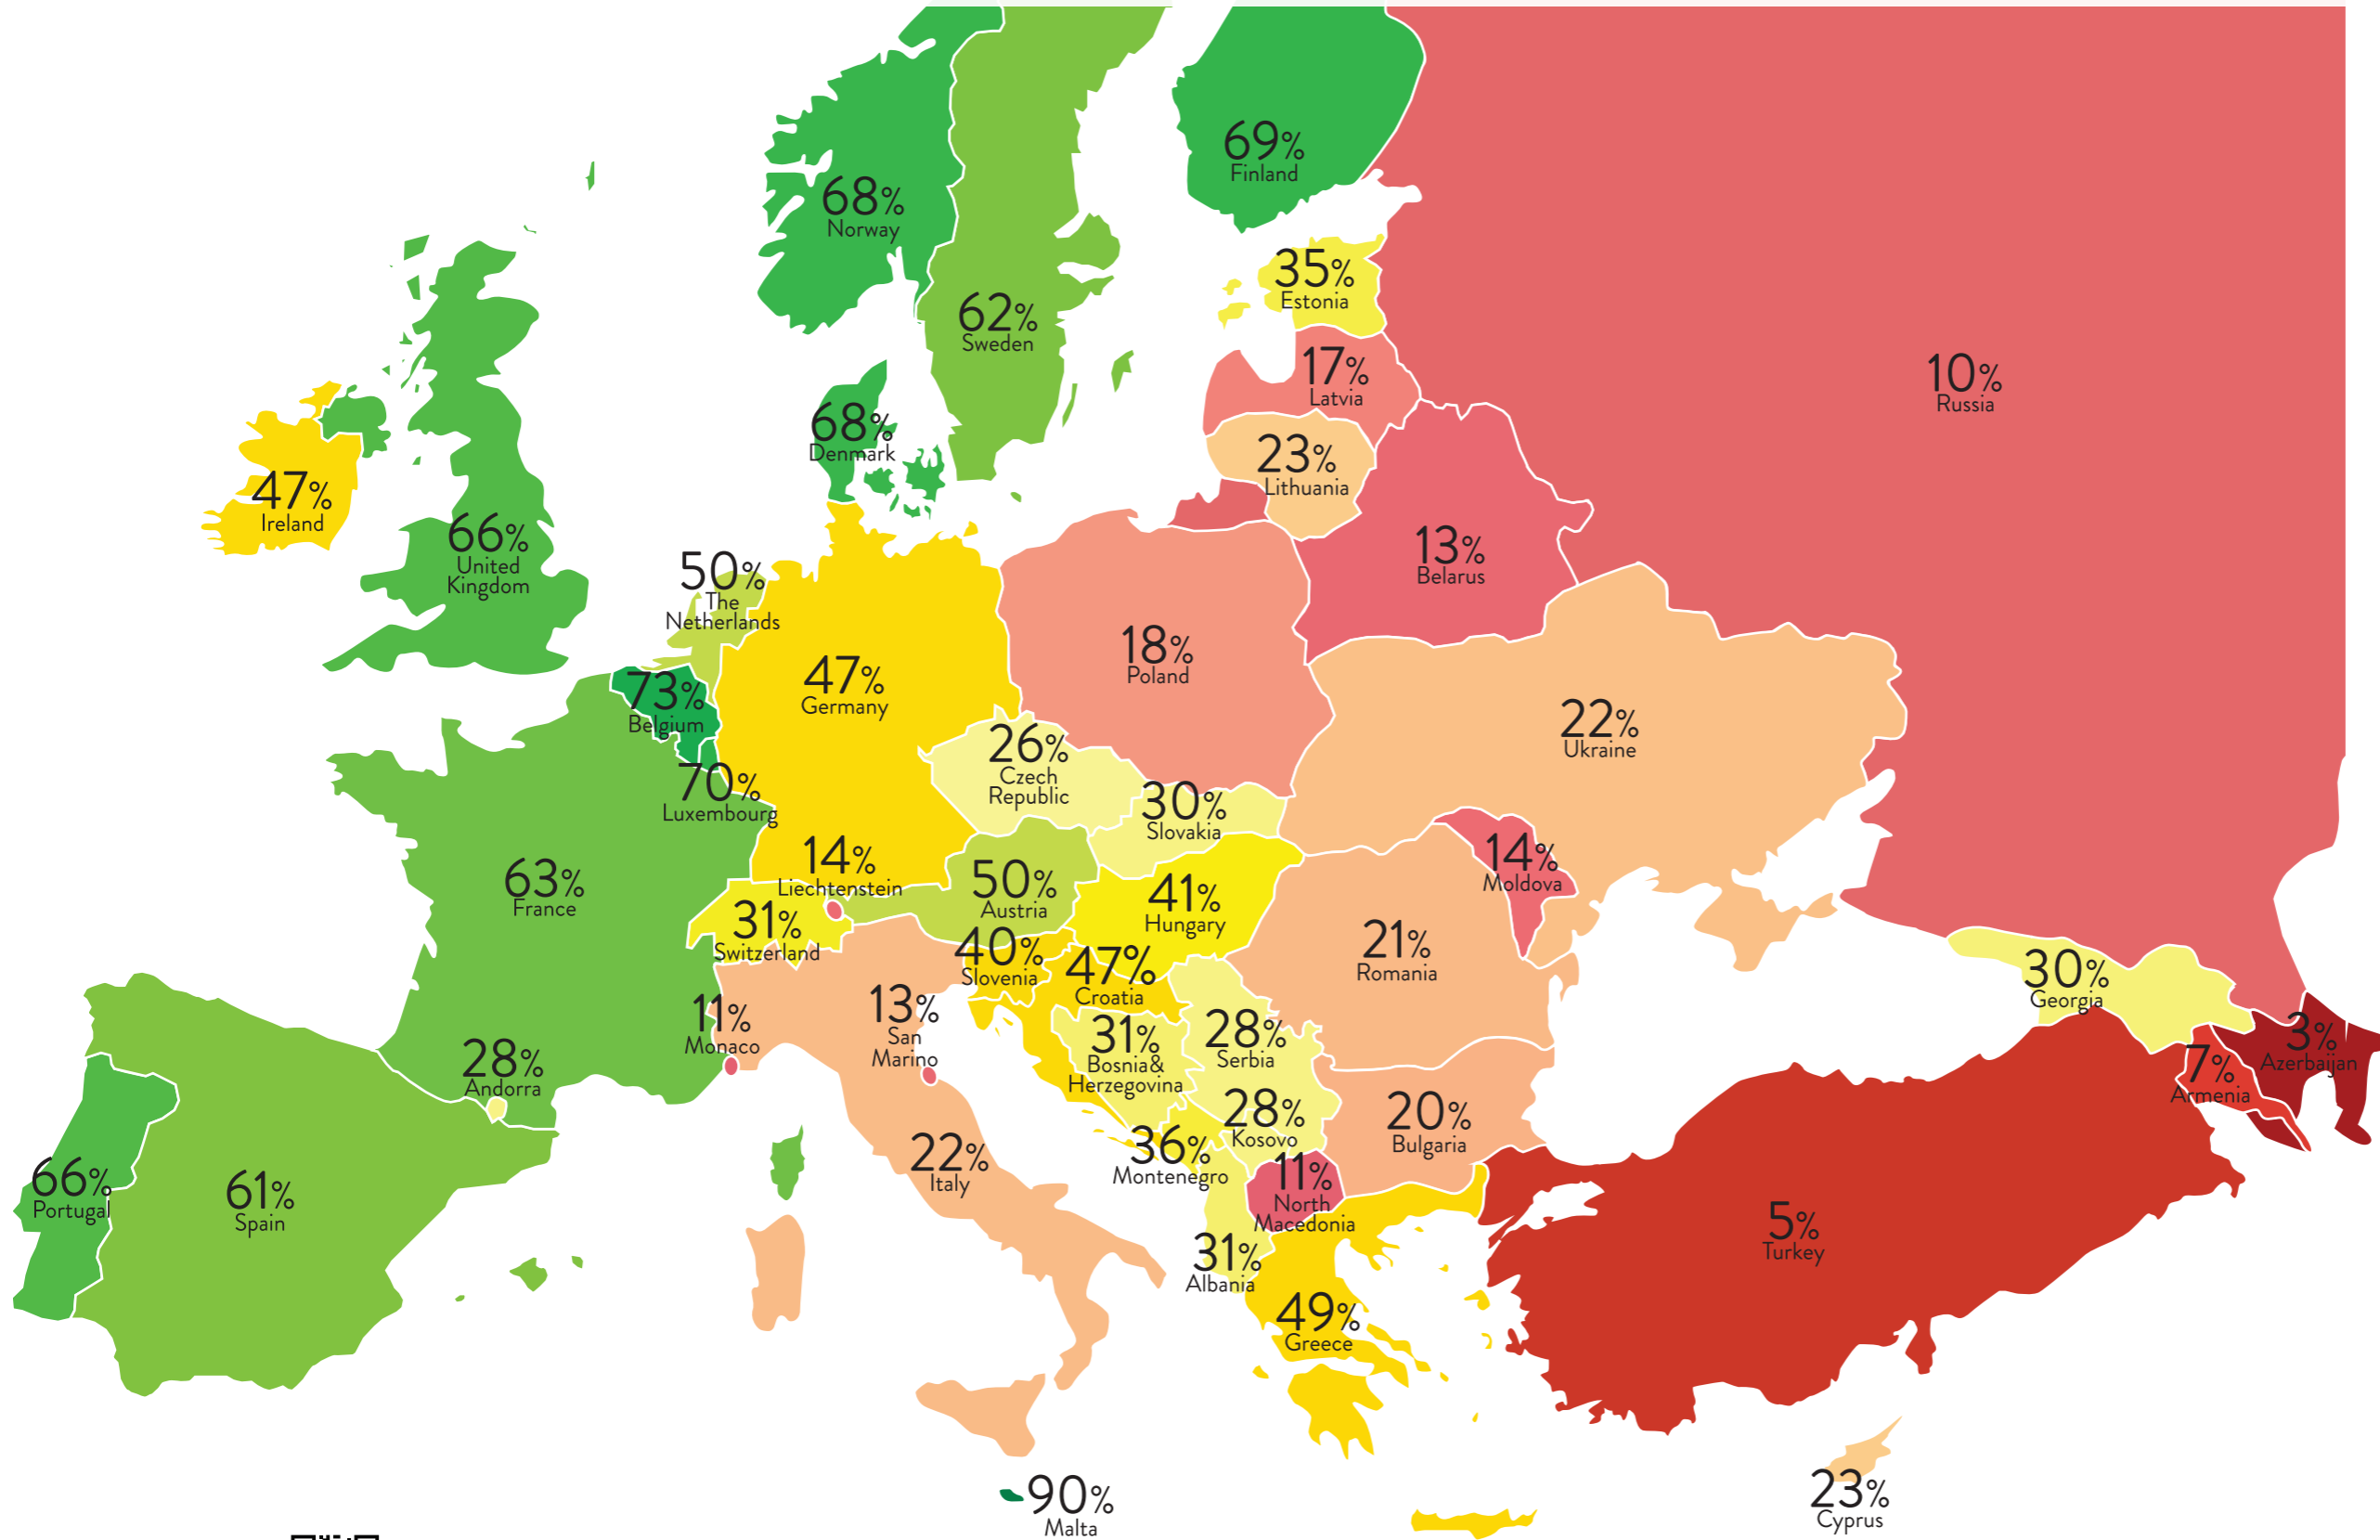 69%
Finland
68%
Norway
35%
Estonia
62%
Sweden
17%
Latvia
10%
Russia
68%
Denmark
23%
Lithuania
47%
Ireland
66%
United
Kingdom
13%
Belarus
50%
The
Netherlands
18%
Poland
47%
Germany
73%
Belgium
22%
Ukraine
26%
Czech
Republic
70%
Luxembourg
30%
Slovakia
14%
Liechtenstein
14%
Moldova
63%
France
50%
Austria
41%
Hungary
31%
Switzerland
40%
Slovenia
47%
Croatia
21%
Romania
30%
Georgia
11%
Monaco
13%
San
Marino
31%
Bosnia&
Herzegovina
28%
Serbia
3%
Azerbaijan
7%
Armenia
28%
Andorra
28%
Kosovo
20%
Bulgaria
36%
Montenegro
22%
Italy
11%
North
Macedonia
66%
Portugal
61%
Spain
5%
Turkey
31%
Albania
49%
Greece
90%
Malta
23%
Cyprus